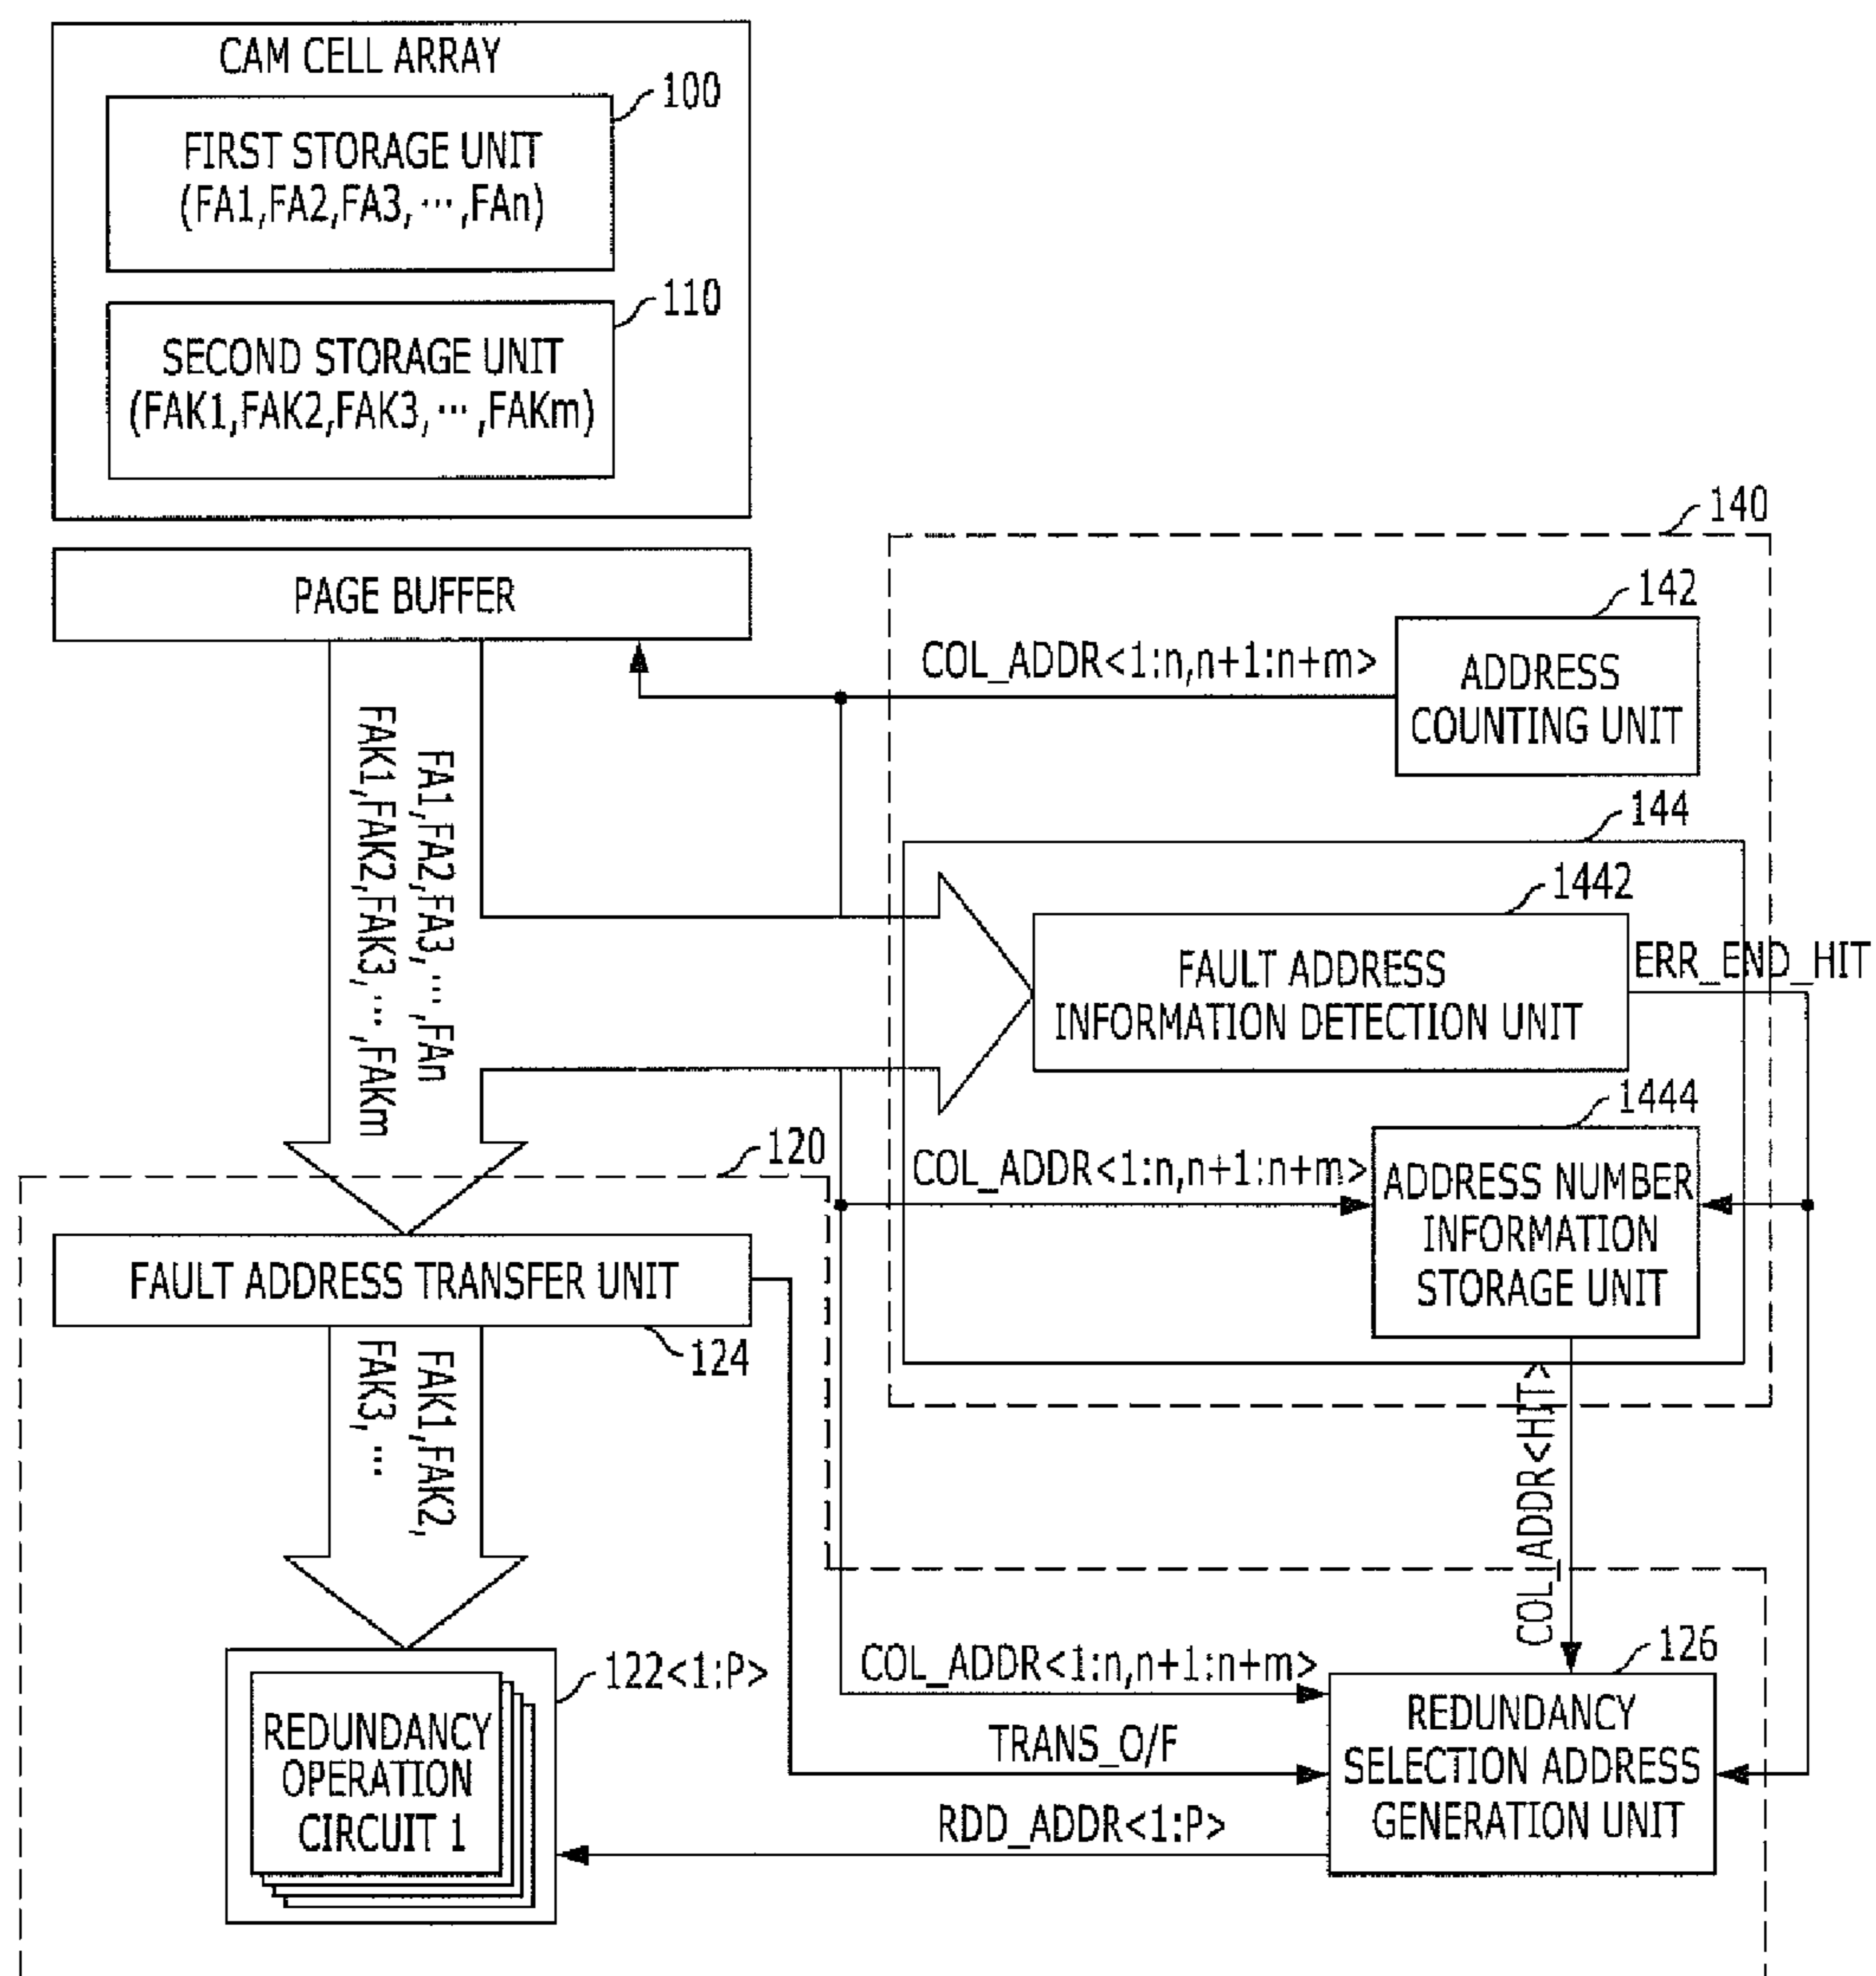 CAM CELL ARRAY
100
FIRST STORAGE UNIT
(FA1,FA2,FA3, ··· ,FAn)
110
SECOND STORAGE UNIT
(FAK1,FAK2,FAK3, ··· ,FAKm)
PAGE BUFFER
140
142
ADDRESS
COUNTING UNIT
COL_ADDR<1:n,n+1:n+m>
FA1,FA2,FA3, ··· ,FAn
FAK1,FAK2,FAK3, ··· ,FAKm
144
1442
FAULT ADDRESS
INFORMATION DETECTION UNIT
ERR_END_HIT
1444
COL_ADDR<1:n,n+1:n+m>
ADDRESS NUMBER
INFORMATION
STORAGE UNIT
120
FAULT ADDRESS TRANSFER UNIT
124
FAK1,FAK2,
FAK3, ···
COL_ADDR<HIT>
122<1:P>
REDUNDANCY
OPERATION
CIRCUIT 1
COL_ADDR<1:n,n+1:n+m>
TRANS_O/F
RDD_ADDR<1:P>
126
REDUNDANCY
SELECTION ADDRESS
GENERATION UNIT